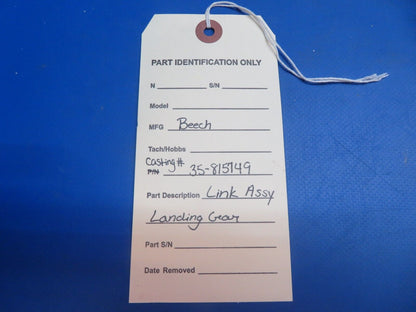 PART IDENTIFICATION ONLY
N S/N
Model
MFG Beech
Tach/Hobbs
Casting#
P/N 35-815149
Part Description Link Assy
Landing Gear
Part S/N
Date Removed